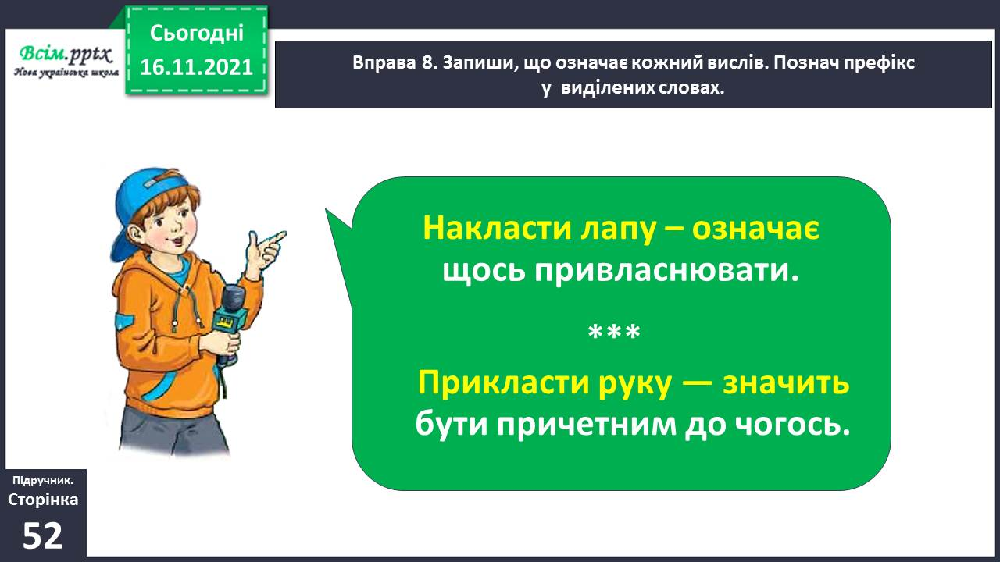 Всім.pptx
Нова українська школа
Сьогодні
16.11.2021
Вправа 8. Запиши, що означає кожний вислів. Познач префікс
у виділених словах.
Накласти лапу – означає
щось привласнювати.
***
Прикласти руку — значить
бути причетним до чогось.
Підручник.
Сторінка
52